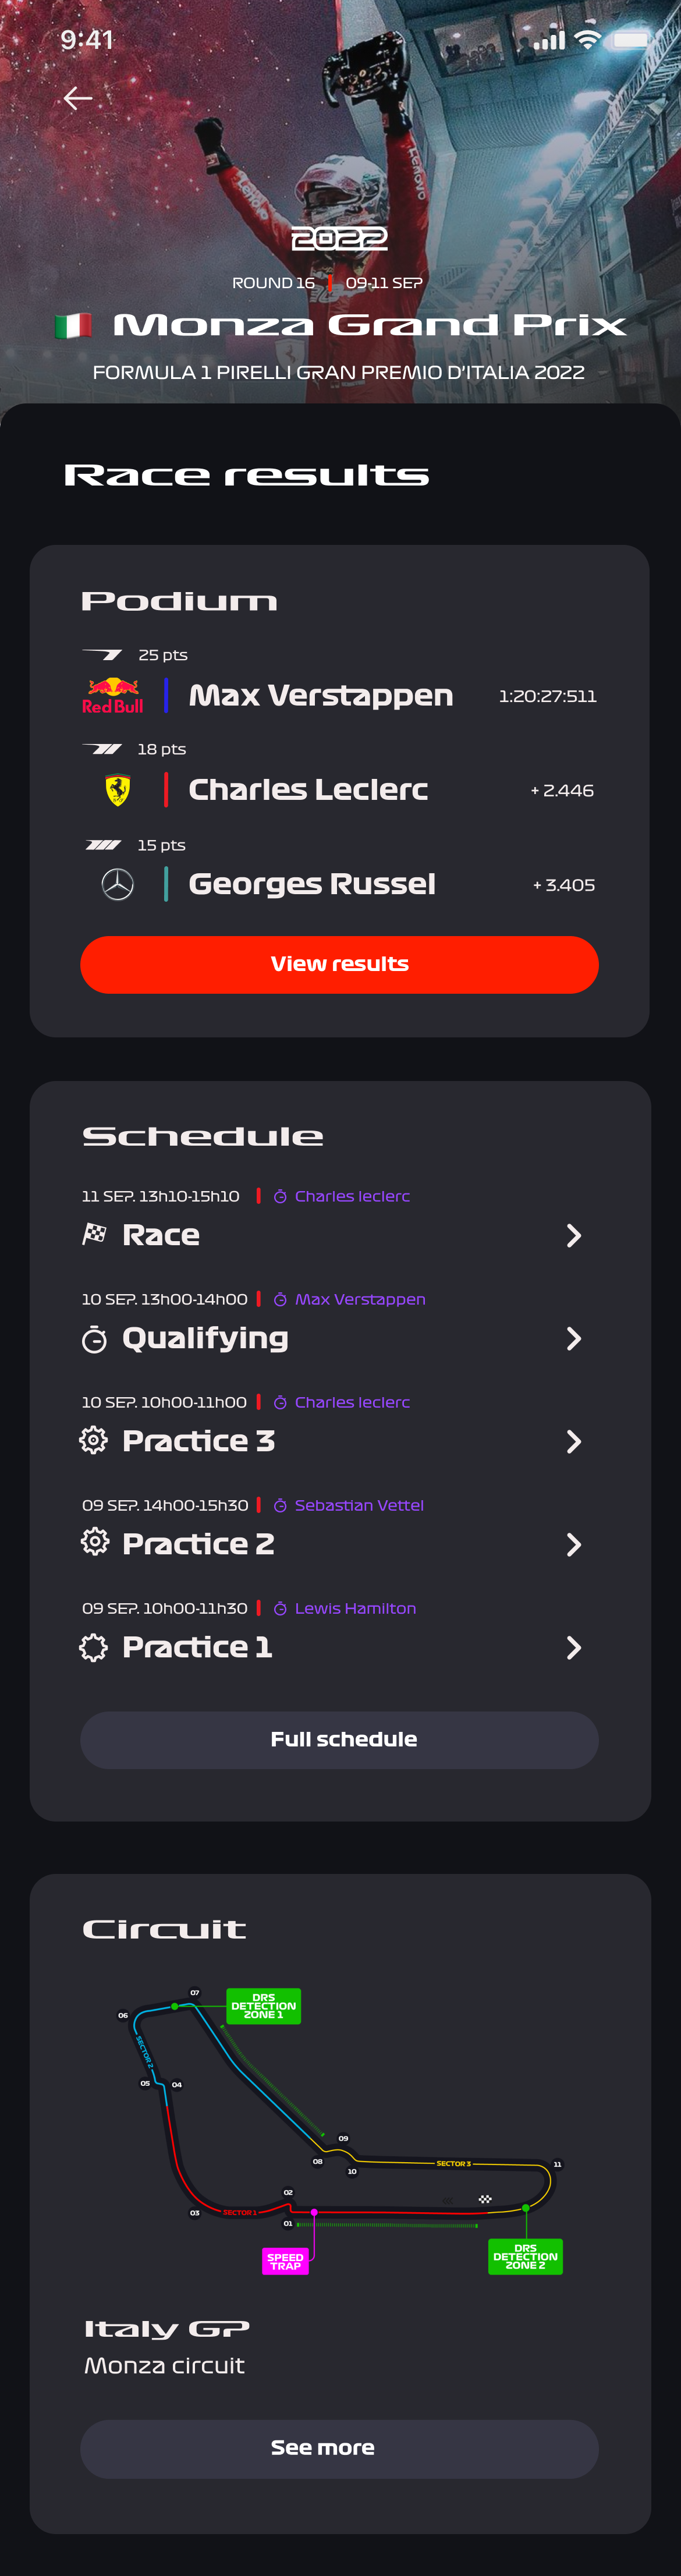 9:41
Lenovo
Lenovo
2022
ROUND 16
09-11 SEP
Monza Grand Prix
FORMULA 1 PIRELLI GRAN PREMIO D'ITALIA 2022
Race results
Podium
25 pts
Red Bull
Max Verstappen
1:20:27:511
18 pts
Charles Leclerc
+ 2.446
15 pts
Georges Russel
+ 3.405
View results
Schedule
11 SEP. 13h10-15h10
Charles leclerc
Race
10 SEP. 13h00-14h00
Max Verstappen
Qualifying
10 SEP. 10h00-11h00
Charles leclerc
Practice 3
09 SEP. 14h00-15h30
Sebastian Vettel
Practice 2
09 SEP. 10h00-11h30
Lewis Hamilton
Practice 1
Full schedule
Circuit
07
DRS
DETECTION
ZONE 1
06
SECTOR 2
05
04
09
08
10
SECTOR 3
11
02
03
SECTOR 1
01
SPEED
TRAP
DRS
DETECTION
ZONE 2
Italy GP
Monza circuit
See more